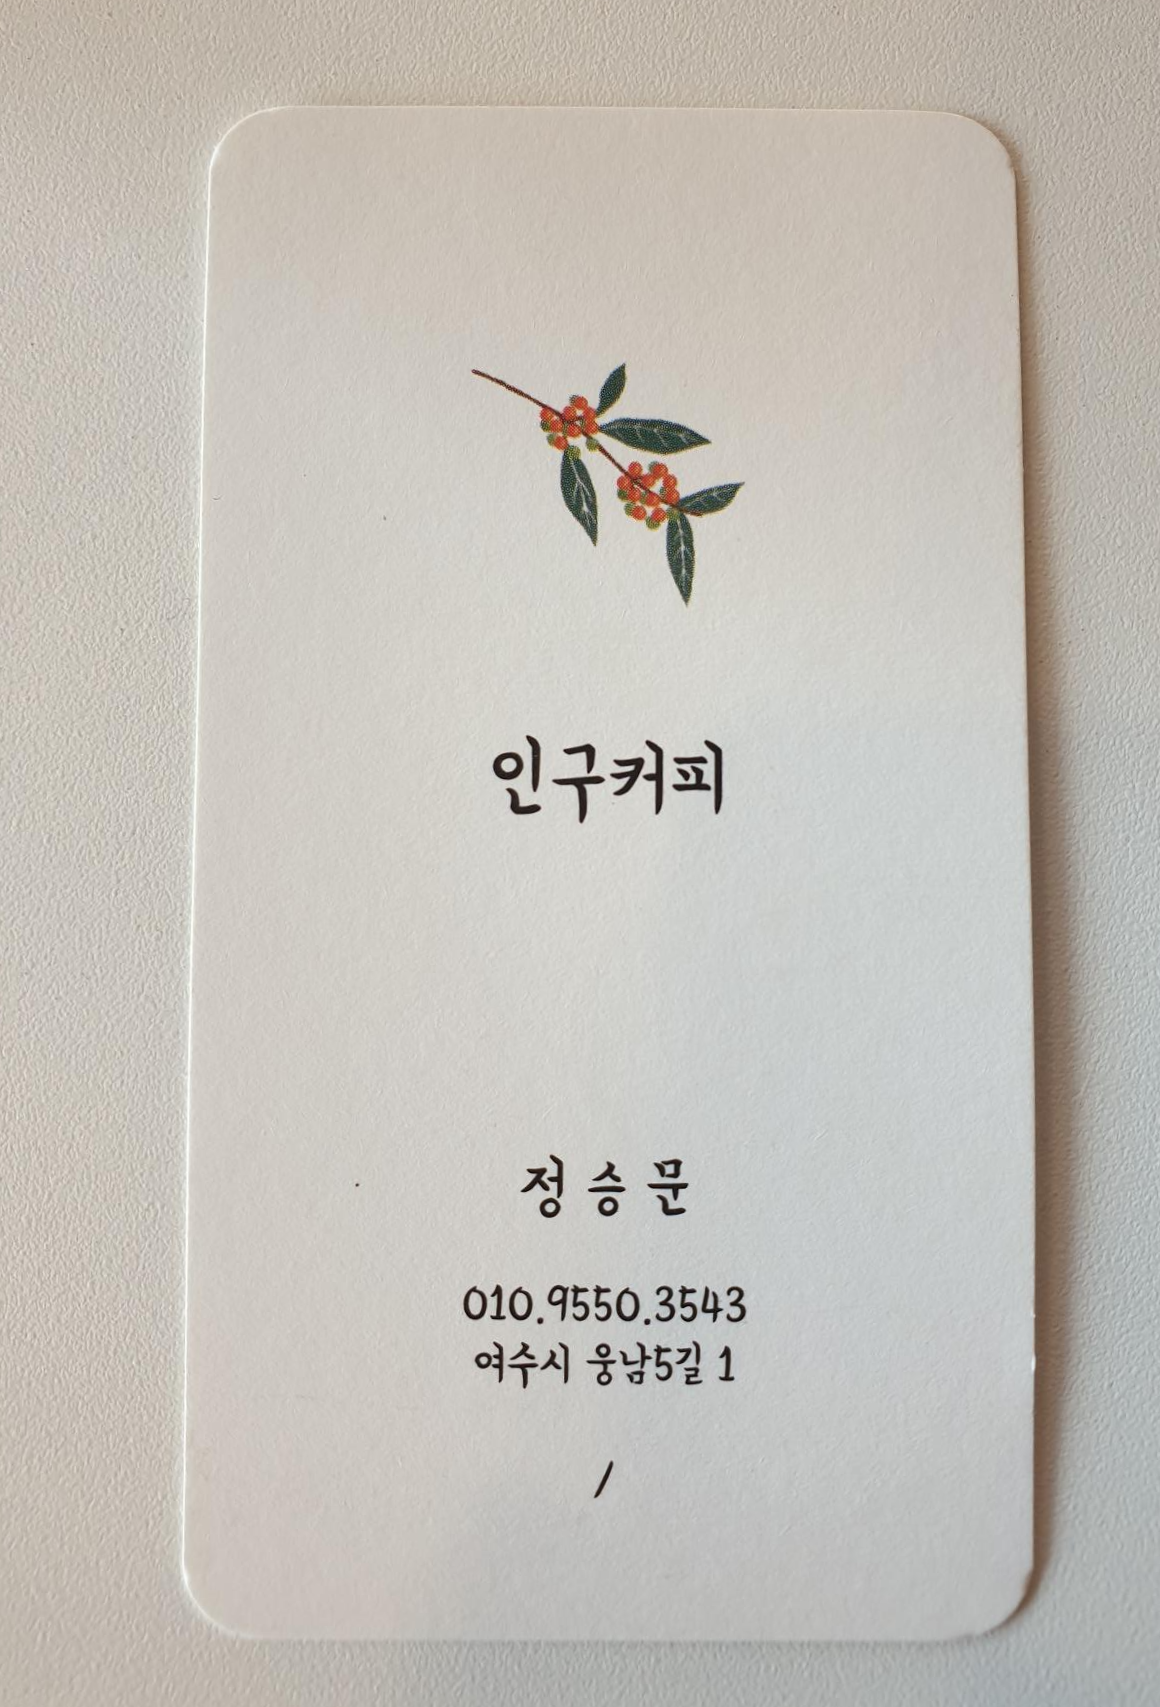 인구커피
정 승 문
010.9550.3543
여수시 웅남5길 1
/